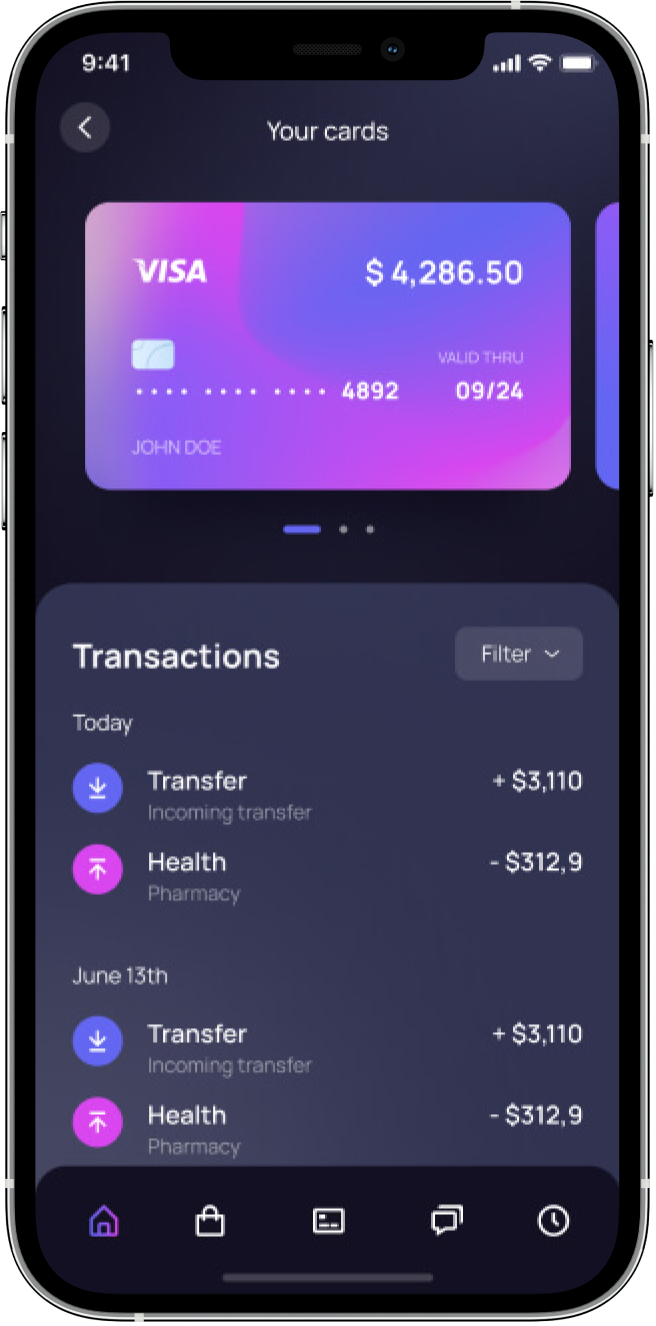 9:41
Your cards
VISA $ 4,286.50
VALID THRU
•••• •••• •••• 4892 09/24
JOHN DOE
Transactions Filter
Today
Transfer + $3,110
Incoming transfer
Health - $312,9
Pharmacy
June 13th
Transfer + $3,110
Incoming transfer
Health - $312,9
Pharmacy